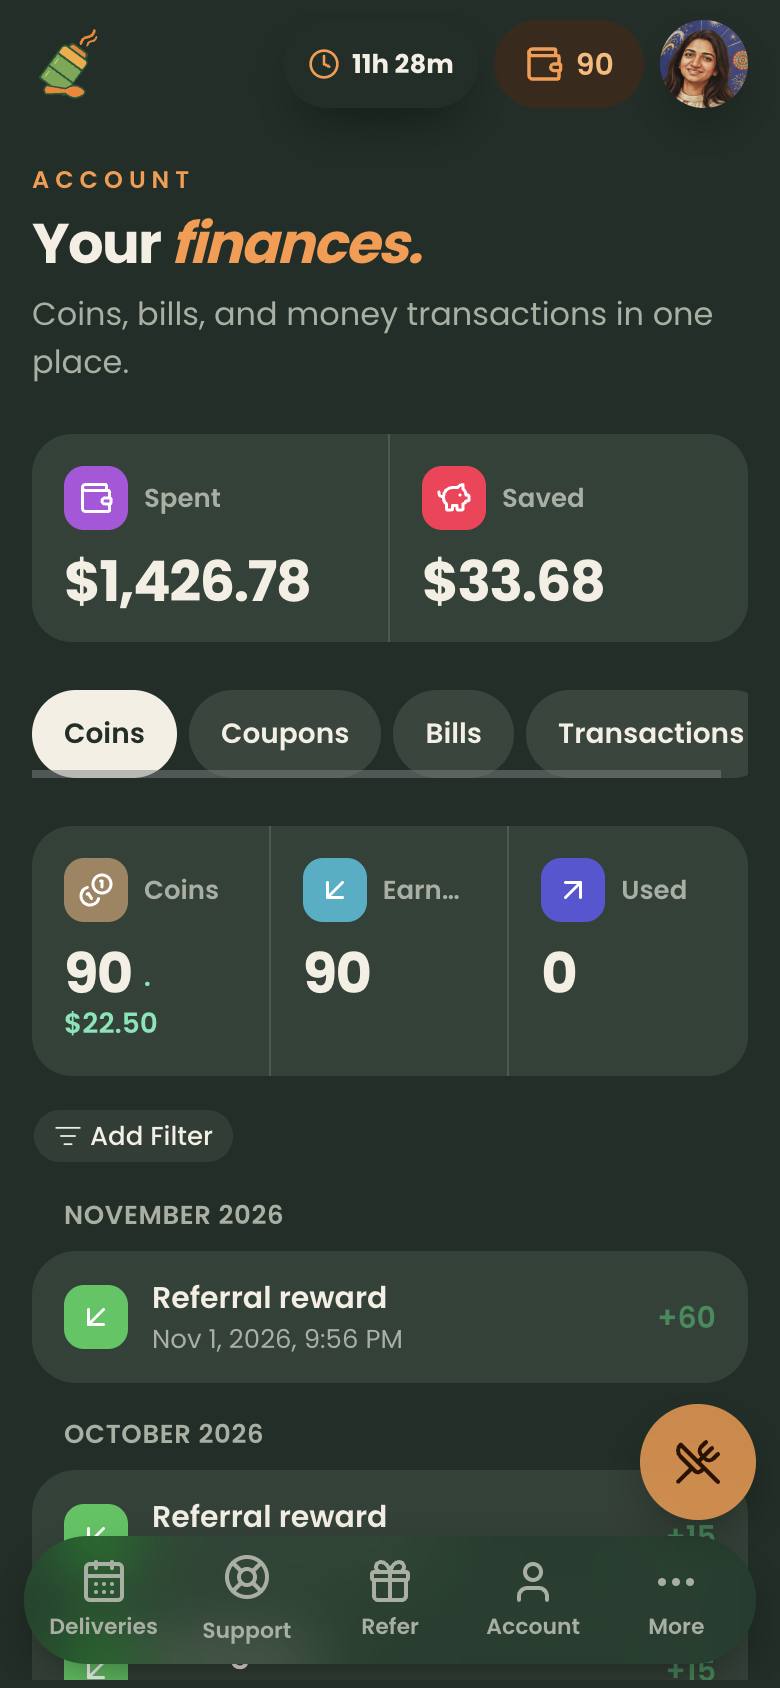 11h 28m
90
ACCOUNT
Your finances.
Coins, bills, and money transactions in one
place.
Spent
$1,426.78
Saved
$33.68
Coins
Coupons
Bills
Transactions
Coins
90 ·
$22.50
Earn...
90
Used
0
Add Filter
NOVEMBER 2026
Referral reward
Nov 1, 2026, 9:56 PM
+60
OCTOBER 2026
Referral reward
+15
Deliveries
Support
Refer
Account
More
+15